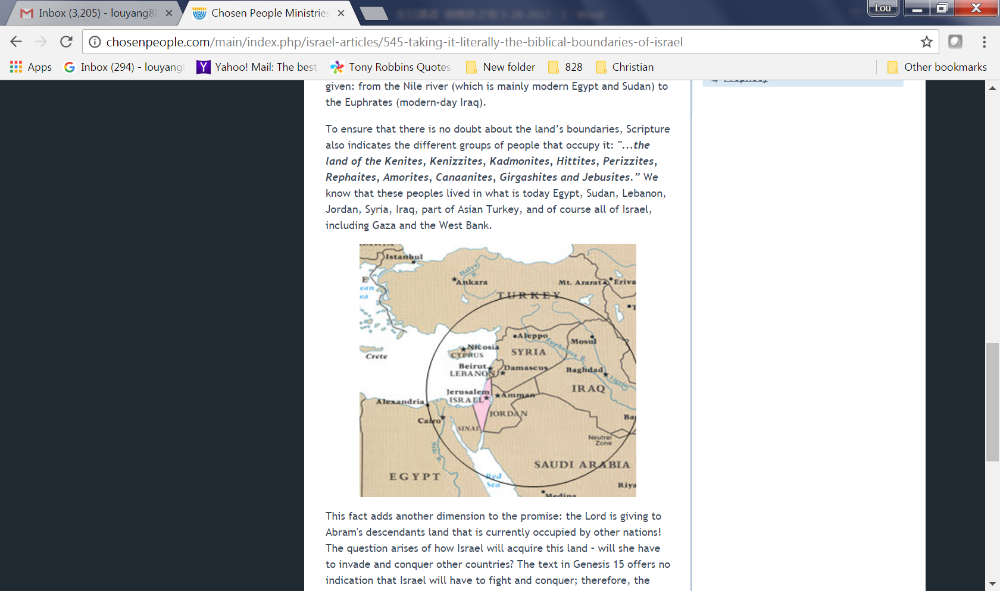 Inbox (3,205) - louyang8
Chosen People Ministries
Lou
chosenpeople.com/main/index.php/israel-articles/545-taking-it-literally-the-biblical-boundaries-of-israel
Apps
Inbox (294) - louyang
Yahoo! Mail: The best
Tony Robbins Quotes
New folder
828
Christian
Other bookmarks
Prophecy
given: from the Nile river (which is mainly modern Egypt and Sudan) to
the Euphrates (modern-day Iraq).
To ensure that there is no doubt about the land’s boundaries, Scripture
also indicates the different groups of people that occupy it: "...the
land of the Kenites, Kenizzites, Kadmonites, Hittites, Perizzites,
Rephaites, Amorites, Canaanites, Girgashites and Jebusites.” We
know that these peoples lived in what is today Egypt, Sudan, Lebanon,
Jordan, Syria, Iraq, part of Asian Turkey, and of course all of Israel,
including Gaza and the West Bank.
Istanbul
Halys
R.
Ankara
Mt. Ararat
Eriva
TURKEY
E
ean
ea
Aleppo
Mosul
Nicosia
CYPRUS
SYRIA
Euphrates R.
Crete
Beirut
LEBANON
Damascus
Baghdad
Tigris
IRAQ
Jerusalem
ISRAEL
Amman
Alexandria
JORDAN
Cairo
SINAI
Ba
Neutral
Zone
Nile R.
SAUDI ARABIA
EGYPT
Red
Sea
Riya
Medina
This fact adds another dimension to the promise: the Lord is giving to
Abram's descendants land that is currently occupied by other nations!
The question arises of how Israel will acquire this land - will she have
to invade and conquer other countries? The text in Genesis 15 offers no
indication that Israel will have to fight and conquer; therefore, the